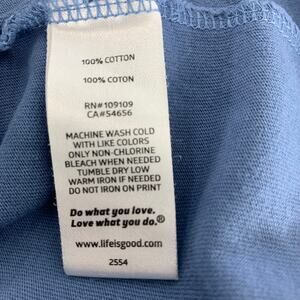 100% COTTON
100% COTON
RN#109109
CA#54656
MACHINE WASH COLD
WITH LIKE COLORS
ONLY NON-CHLORINE
BLEACH WHEN NEEDED
TUMBLE DRY LOW
WARM IRON IF NEEDED
DO NOT IRON ON PRINT
Do what you love.
Love what you do.®
www.lifeisgood.com
2554